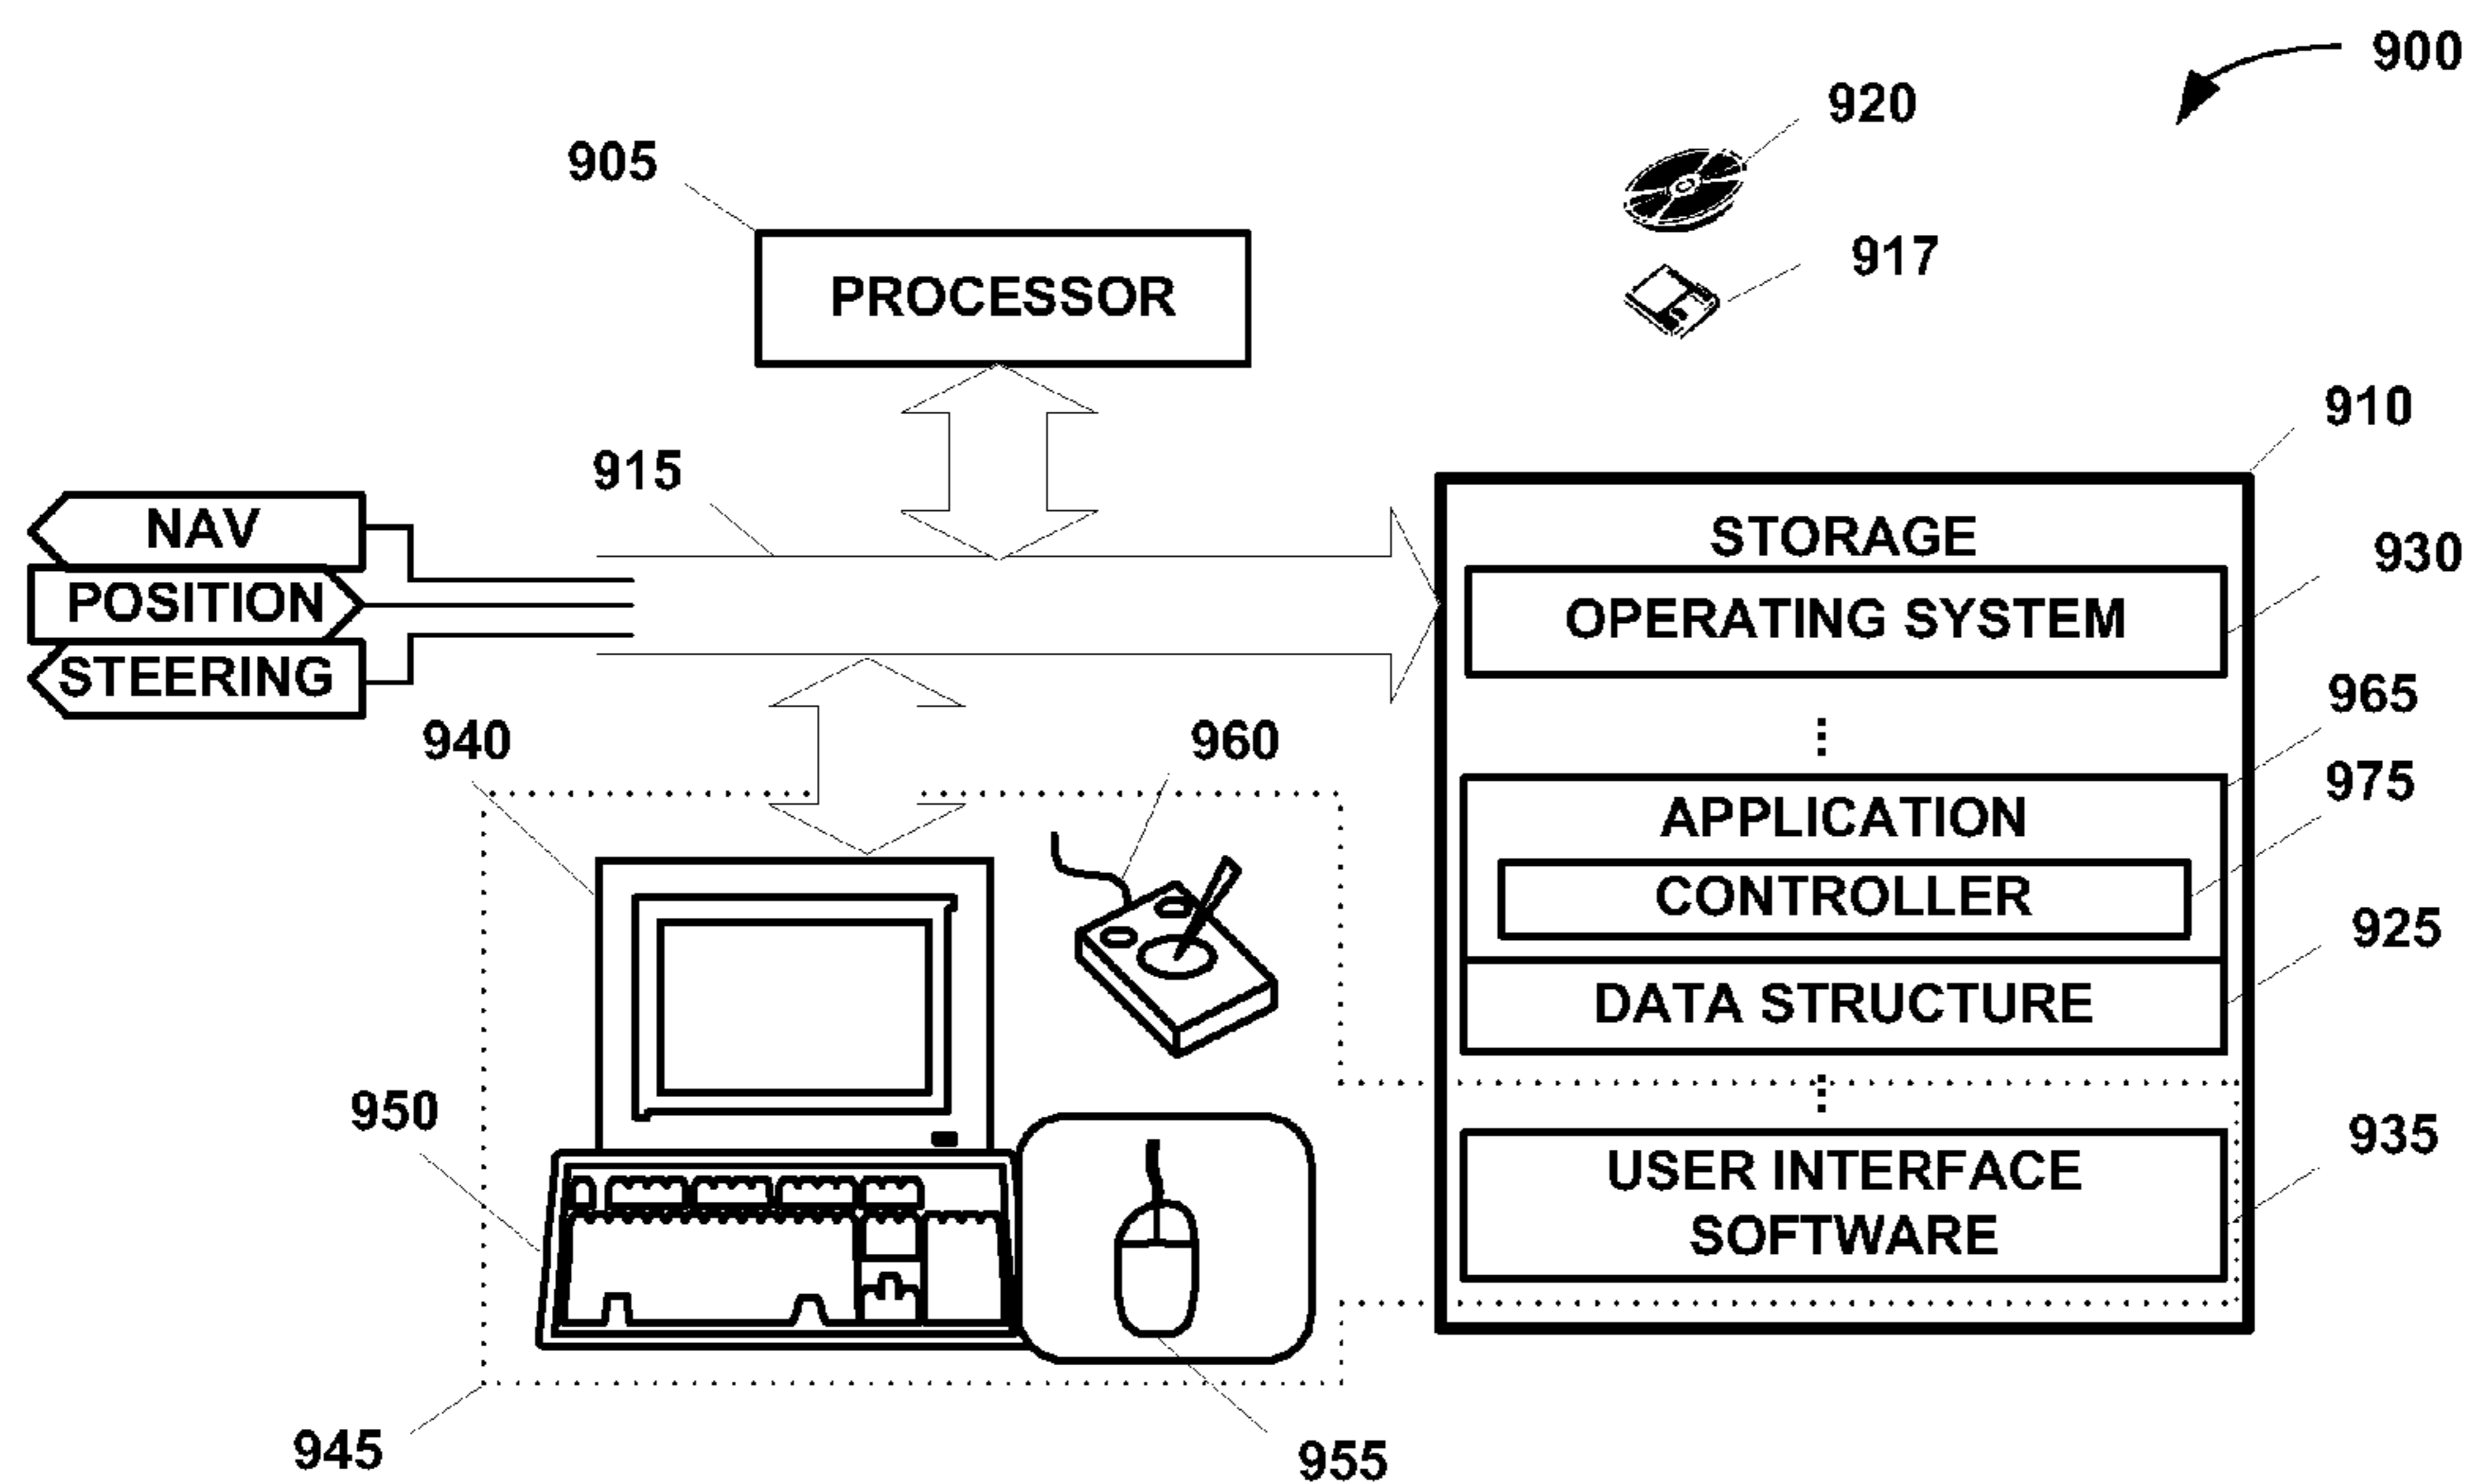 900
920
905
917
PROCESSOR
910
915
NAV
STORAGE
930
POSITION
OPERATING SYSTEM
STEERING
965
940
960
975
APPLICATION
CONTROLLER
925
DATA STRUCTURE
950
935
USER INTERFACE
SOFTWARE
945
955